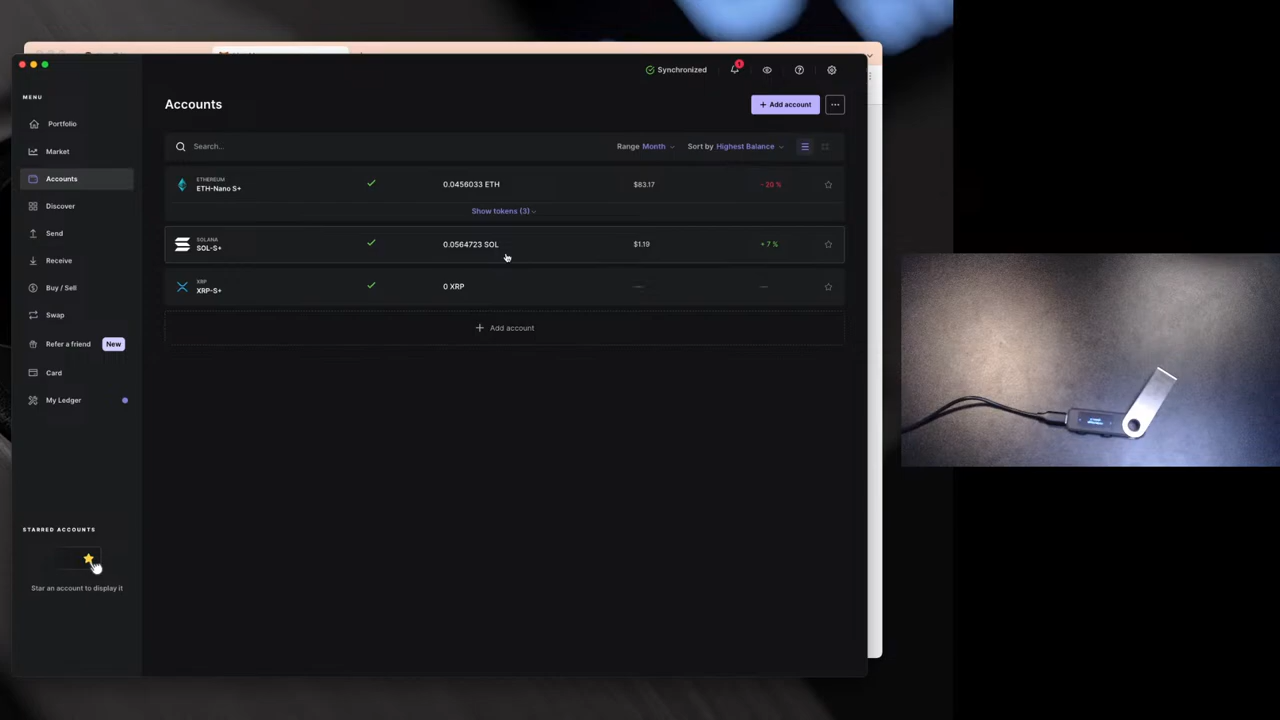 Synchronized
1
MENU
Portfolio
Market
Accounts
Discover
Send
Receive
Buy / Sell
Swap
Refer a friend New
Card
My Ledger
STARRED ACCOUNTS
Star an account to display it
Accounts
+ Add account
Search...
Range Month
Sort by Highest Balance
ETHEREUM
ETH-Nano S+
0.0456033 ETH
$83.17
- 20 %
Show tokens (3)
SOLANA
SOL-S+
0.0564723 SOL
$1.19
+ 7 %
XRP
XRP-S+
0 XRP
+ Add account